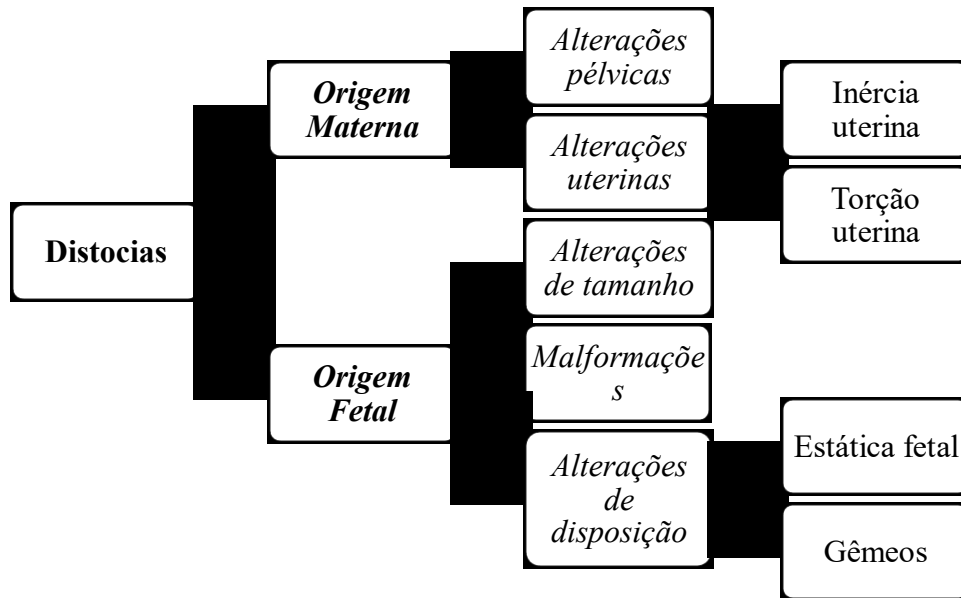 Distocias
Origem
Materna
Alterações
pélvicas
Alterações
uterinas
Inércia
uterina
Torção
uterina
Origem
Fetal
Alterações
de tamanho
Malformaçõe
s
Alterações
de
disposição
Estática fetal
Gêmeos